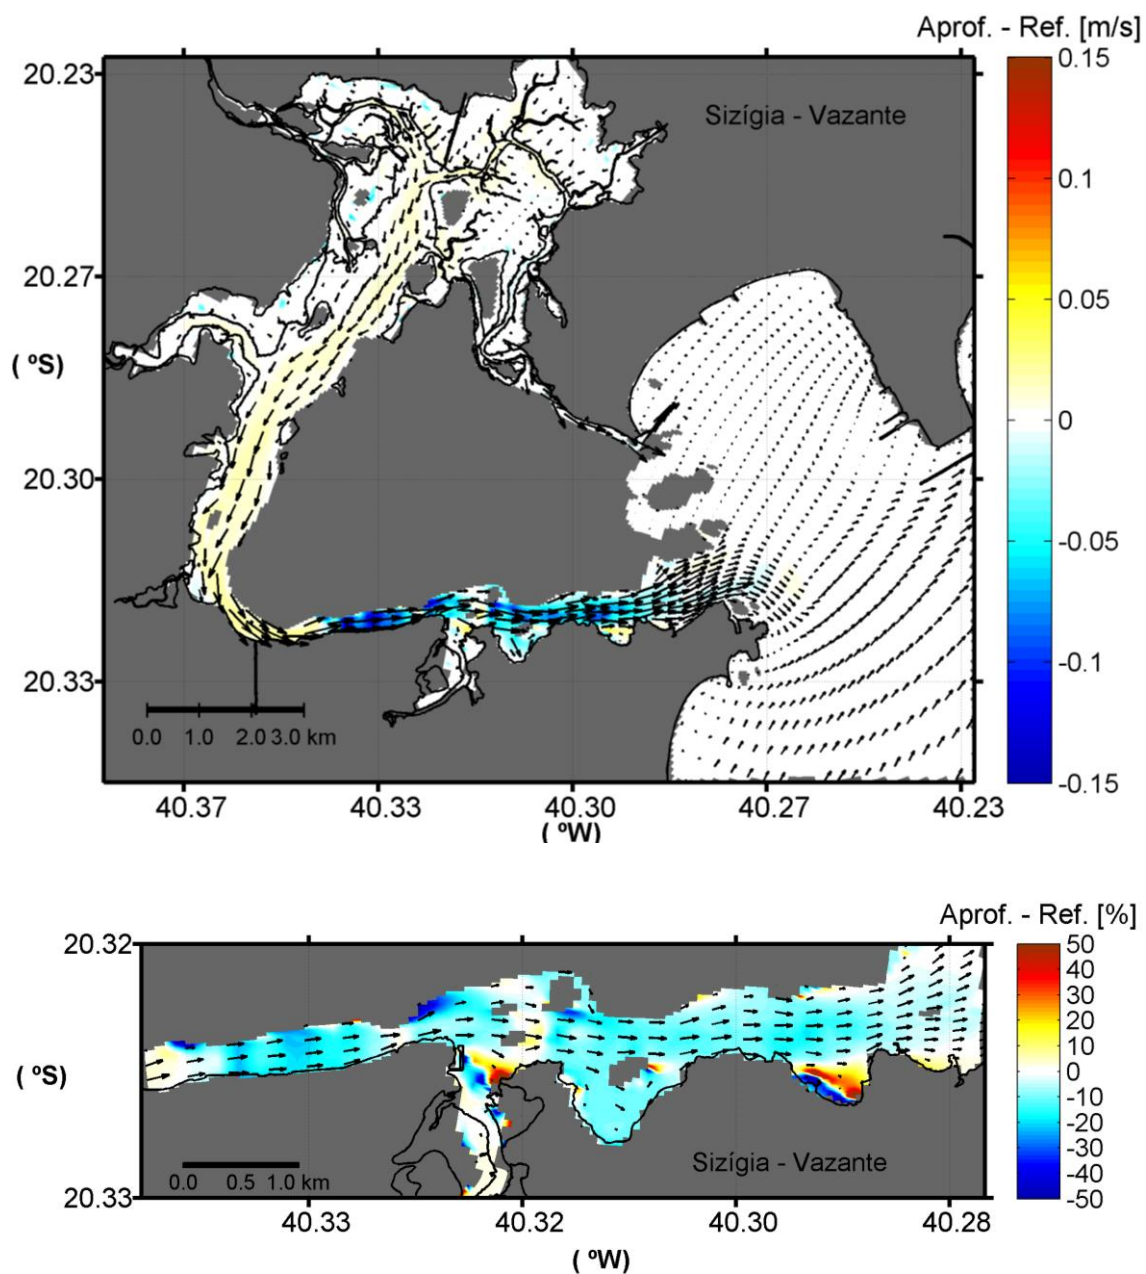 Aprof. - Ref. [m/s]
20.23
20.27
(ºS)
20.30
20.33
Sizígia - Vazante
0.15
0.1
0.05
0
-0.05
-0.1
-0.15
0.0 1.0 2.0 3.0 km
40.37 40.33 40.30 40.27 40.23
( ºW)
Aprof. - Ref. [%]
20.32
( ºS)
20.33
50
40
30
20
10
0
-10
-20
-30
-40
-50
Sizígia - Vazante
0.0 0.5 1.0 km
40.33 40.32 40.30 40.28
( ºW)